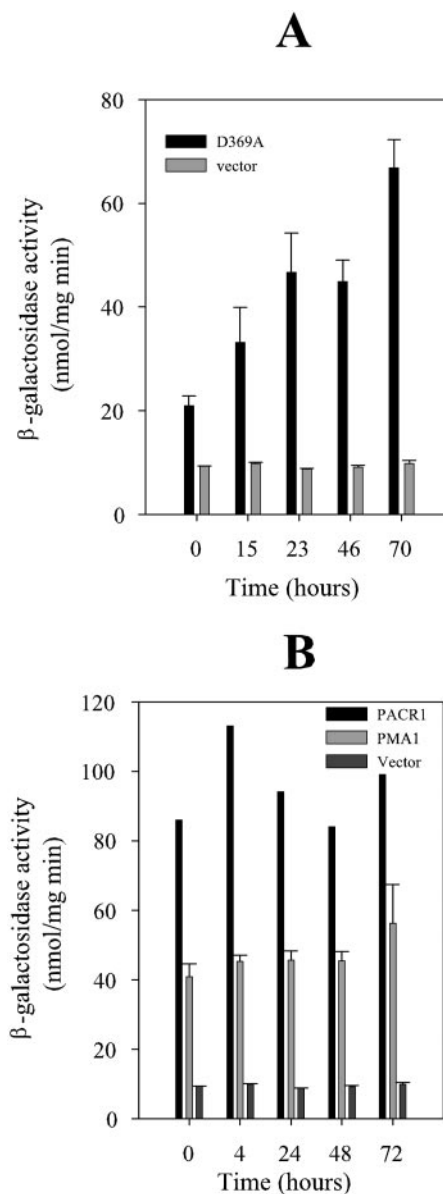 A
80
60
40
20
0
β-galactosidase activity
(nmol/mg min)
D369A
vector
0 15 23 46 70
Time (hours)
B
120
100
80
60
40
20
0
β-galactosidase activity
(nmol/mg min)
PACR1
PMA1
Vector
0 4 24 48 72
Time (hours)